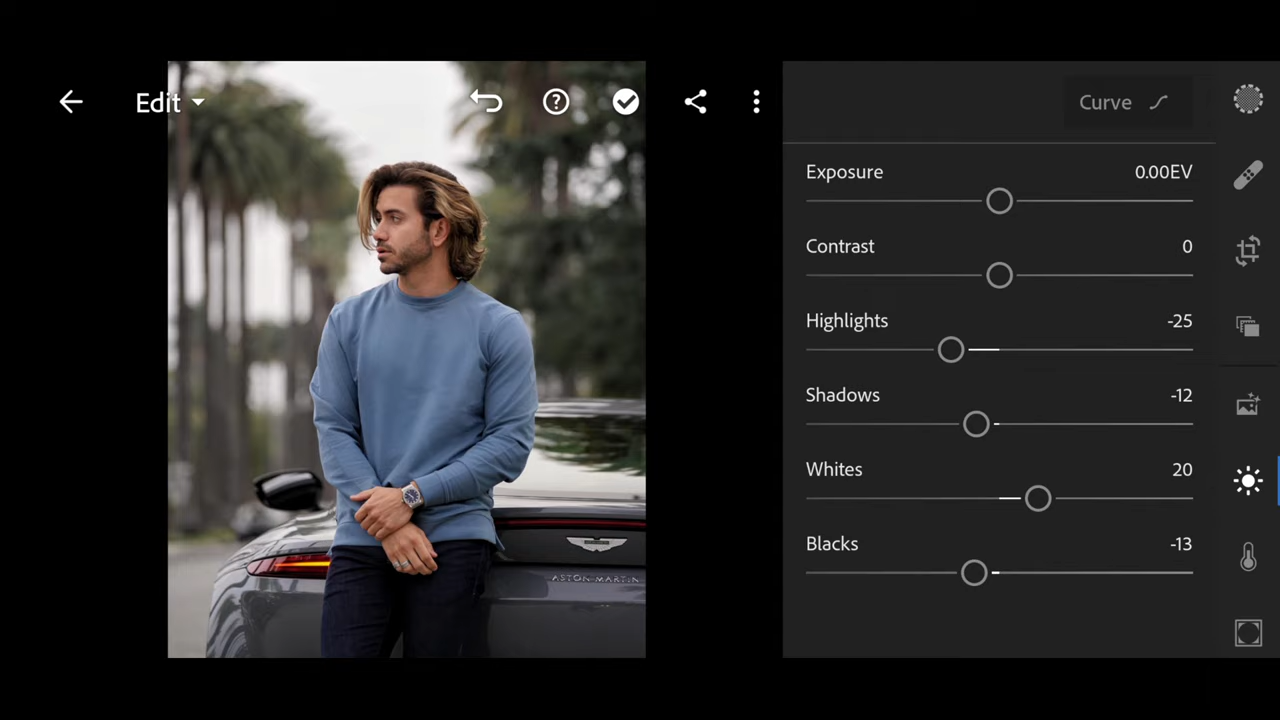 Edit
Curve
Exposure 0.00EV
Contrast 0
Highlights -25
Shadows -12
Whites 20
Blacks -13
ASTON MARTIN